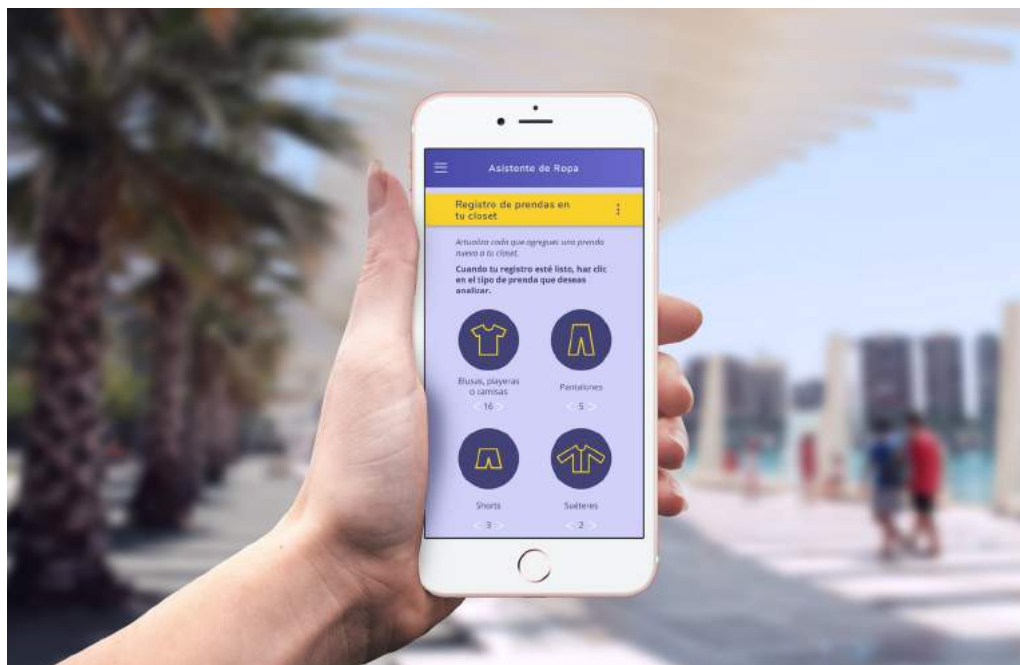 Asistente de Ropa
Registro de prendas en
tu closet
Actualiza cada que agregues una prenda
nueva a tu closet.
Cuando tu registro esté listo, haz clic
en el tipo de prenda que deseas
analizar.
Blusas, playeras
o camisas
Pantalones
< 16 >
< 5 >
Shorts
Suéteres
< 3 >
< 2 >